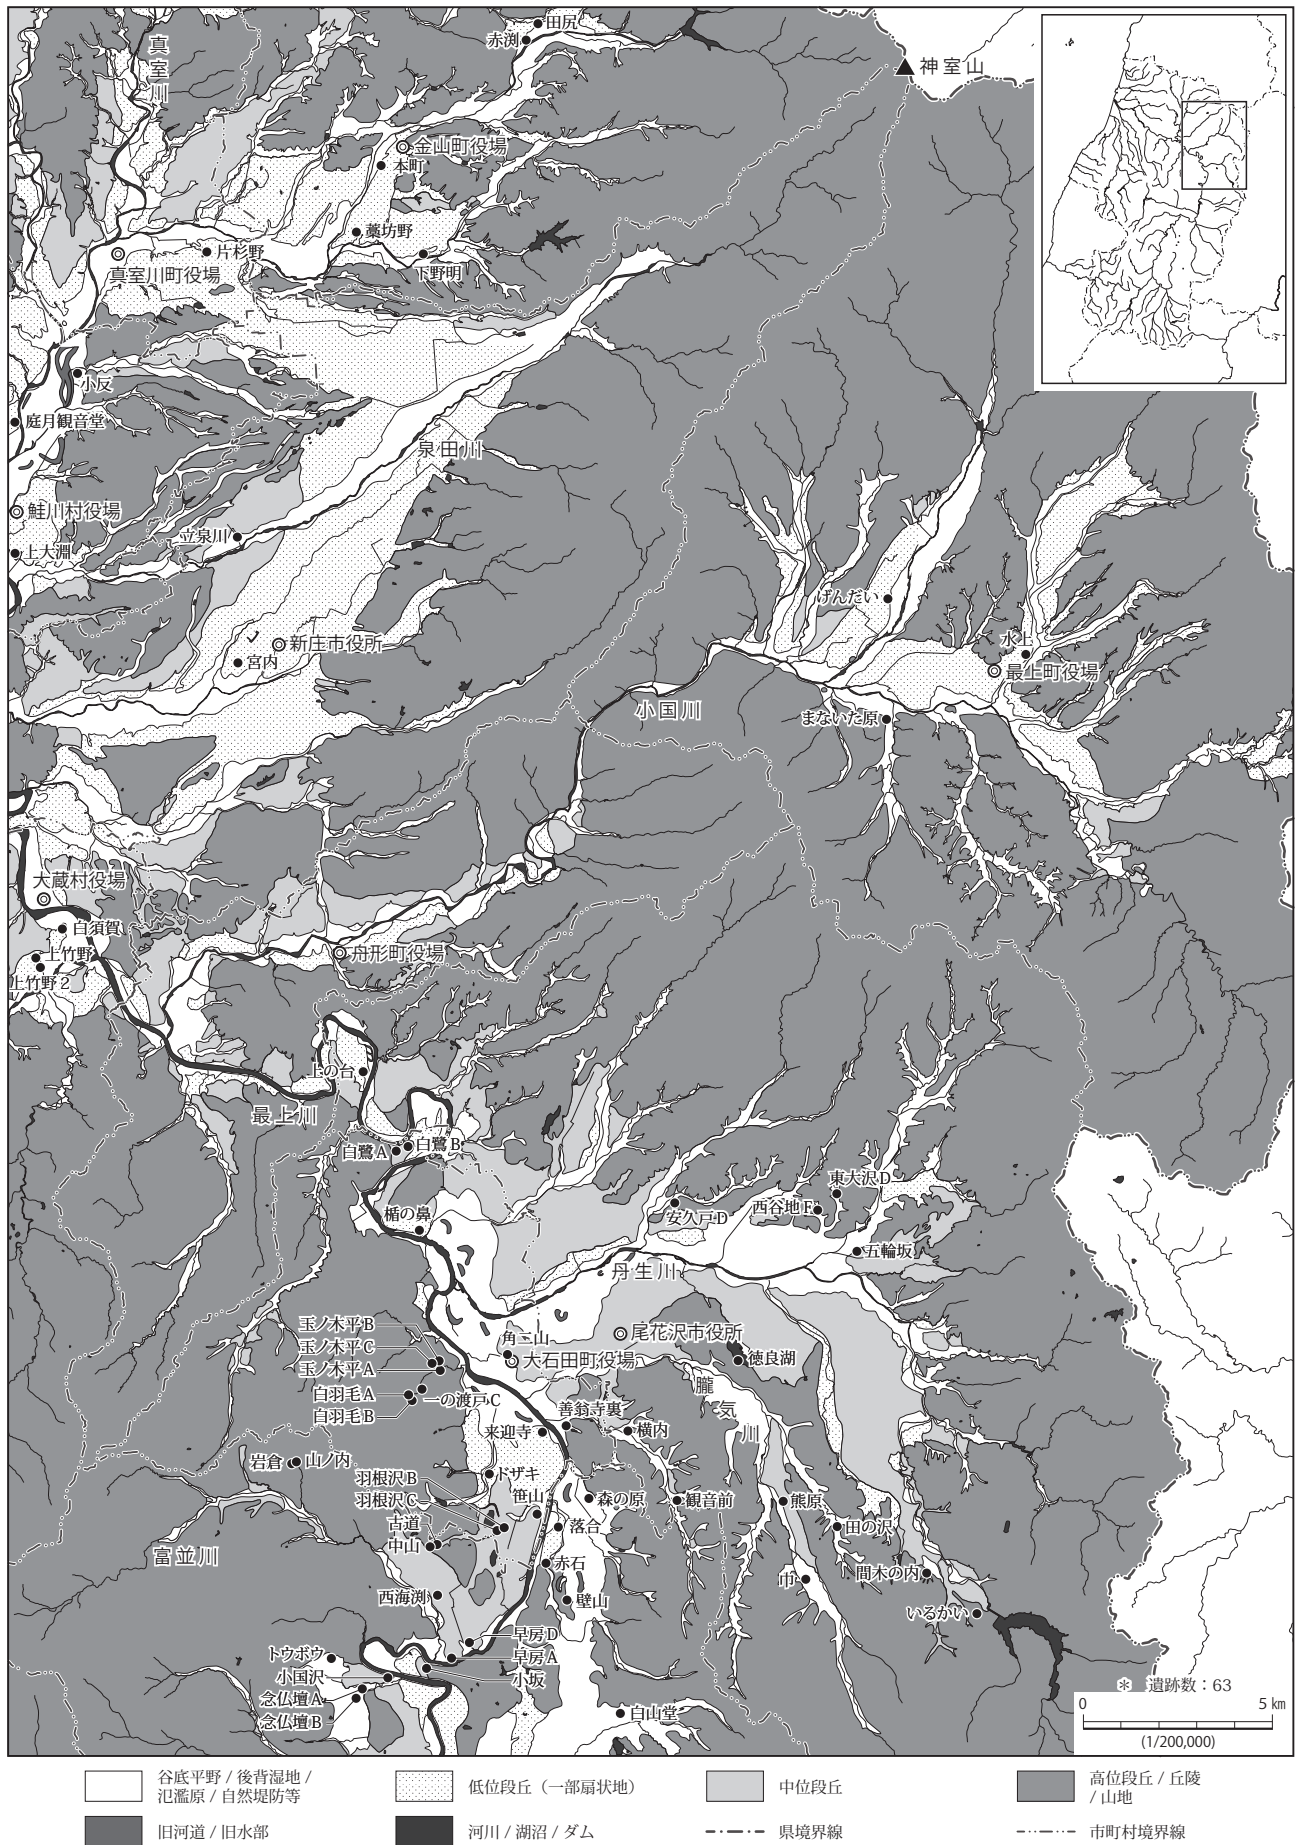 田尻
赤渕
真室川
神室山
金山町役場
本町
藁坊野
片杉野
下野明
真室川町役場
小反
庭月観音堂
泉田川
鮭川村役場
立泉川
上大淵
げんだい
新庄市役所
宮内
水上
最上町役場
小国川
まないた原
大蔵村役場
白須賀
上竹野
上竹野2
舟形町役場
上の台
最上川
白鷺A
白鷺B
東大沢D
西谷地F
安久戸D
楯の鼻
五輪坂
丹生川
玉ノ木平B
玉ノ木平C
玉ノ木平A
角二山
尾花沢市役所
大石田町役場
徳良湖
白羽毛A
一の渡戸C
白羽毛B
朧気川
善翁寺裏
来迎寺
横内
岩倉
山ノ内
ドザキ
羽根沢B
羽根沢C
笹山
森の原
観音前
熊原
古道
落合
田の沢
中山
富並川
赤石
間木の内
巾
西海渕
壁山
いるかい
早房D
トウボウ
早房A
小国沢
小坂
念仏壇A
念仏壇B
白山堂
＊ 遺跡数：63
0 5㎞
(1/200,000)
谷底平野 / 後背湿地 /
氾濫原 / 自然堤防等
低位段丘（一部扇状地）
中位段丘
高位段丘 / 丘陵
/ 山地
旧河道 / 旧水部
河川 / 湖沼 / ダム
県境界線
市町村境界線